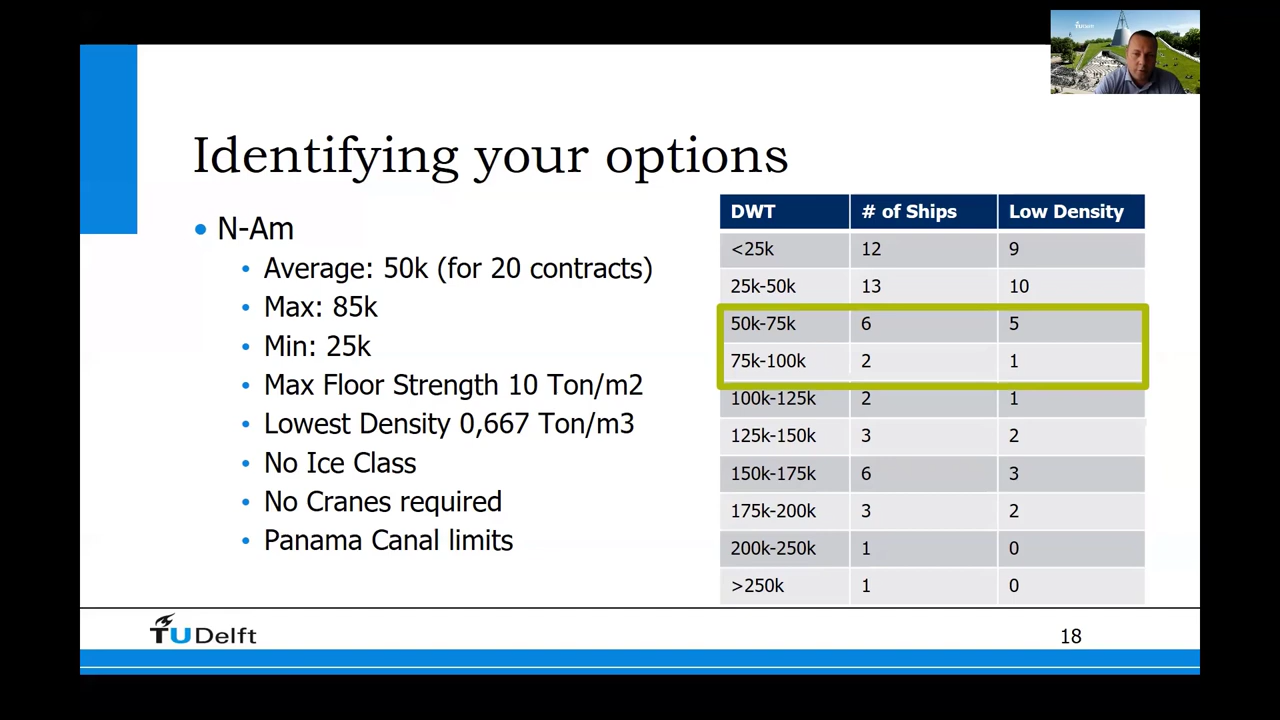 Identifying your options
• N-Am
• Average: 50k (for 20 contracts)
• Max: 85k
• Min: 25k
• Max Floor Strength 10 Ton/m2
• Lowest Density 0,667 Ton/m3
• No Ice Class
• No Cranes required
• Panama Canal limits
DWT # of Ships Low Density
<25k 12 9
25k-50k 13 10
50k-75k 6 5
75k-100k 2 1
100k-125k 2 1
125k-150k 3 2
150k-175k 6 3
175k-200k 3 2
200k-250k 1 0
>250k 1 0
TU Delft
18